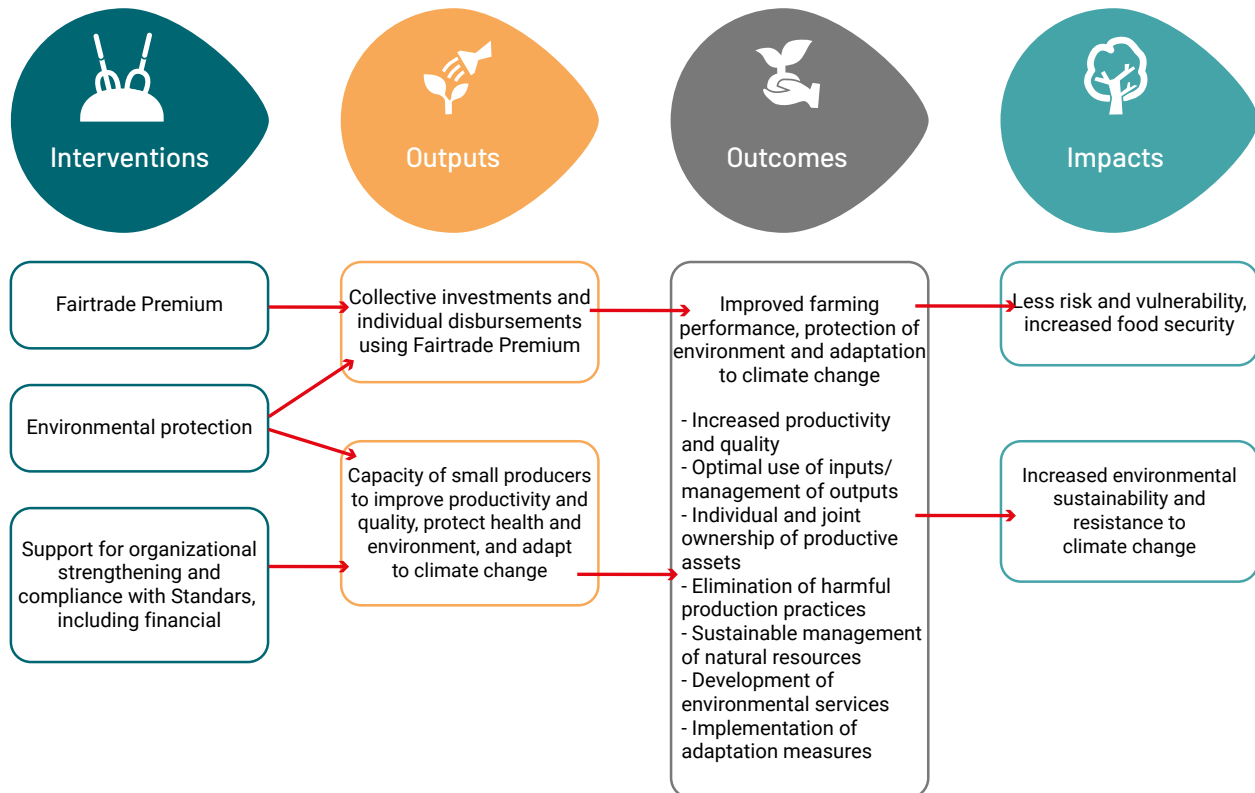 Interventions
Outputs
Outcomes
Impacts
Fairtrade Premium
Environmental protection
Support for organizational
strengthening and
compliance with Standars,
including financial
Collective investments and
individual disbursements
using Fairtrade Premium
Capacity of small producers
to improve productivity and
quality, protect health and
environment, and adapt
to climate change
Improved farming
performance, protection of
environment and adaptation
to climate change
- Increased productivity
and quality
- Optimal use of inputs/
management of outputs
- Individual and joint
ownership of productive
assets
- Elimination of harmful
production practices
- Sustainable management
of natural resources
- Development of
environmental services
- Implementation of
adaptation measures
Less risk and vulnerability,
increased food security
Increased environmental
sustainability and
resistance to
climate change